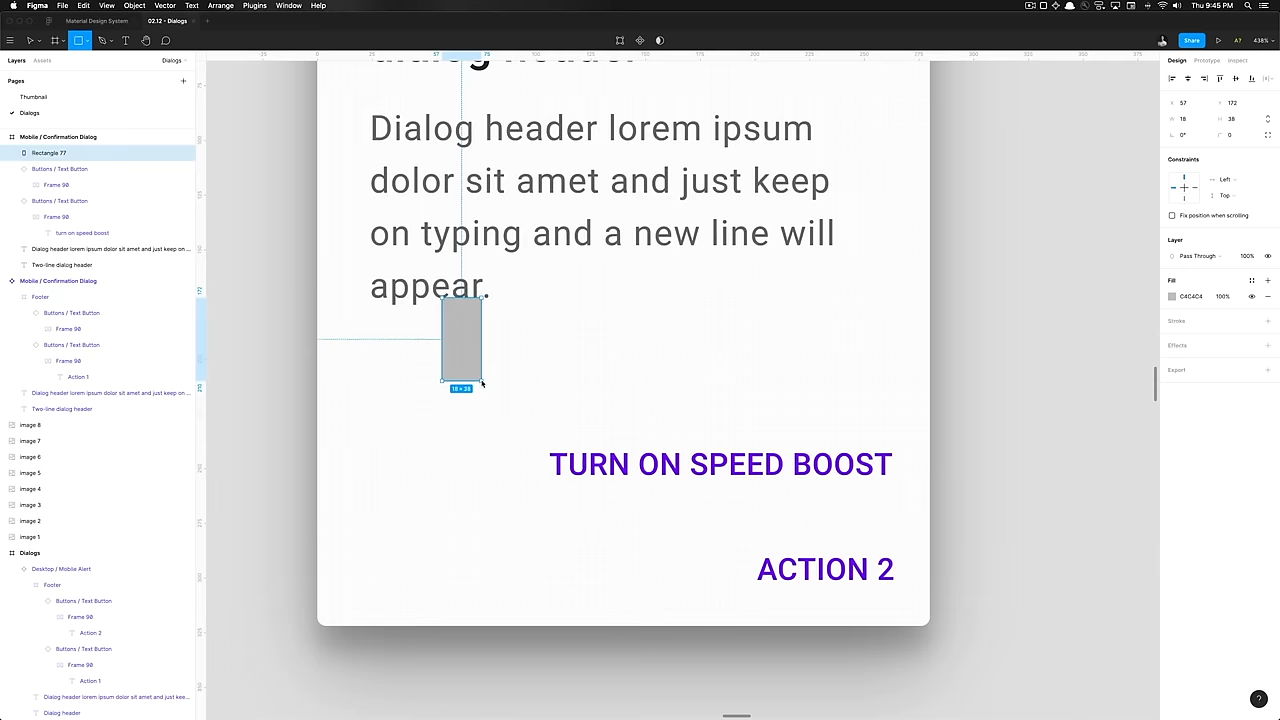 Figma File Edit View Object Vector Text Arrange Plugins Window Help Thu 9:45 PM
Material Design System 02.12 - Dialogs
Share A? 438%
Layers Assets Dialogs
Design Prototype Inspect
Pages
Thumbnail
Dialogs
X 57 Y 172
W 18 H 38
0° 0
Mobile / Confirmation Dialog
Rectangle 77
Buttons / Text Button
Frame 90
Buttons / Text Button
Frame 90
turn on speed boost
Dialog header lorem ipsum dolor sit amet and just keep on ...
Two-line dialog header
Mobile / Confirmation Dialog
Footer
Buttons / Text Button
Frame 90
Buttons / Text Button
Frame 90
Action 1
Dialog header lorem ipsum dolor sit amet and just keep on ...
Two-line dialog header
image 8
image 7
image 6
image 5
image 4
image 3
image 2
image 1
Dialogs
Desktop / Mobile Alert
Footer
Buttons / Text Button
Frame 90
Action 2
Buttons / Text Button
Frame 90
Action 1
Dialog header lorem ipsum dolor sit amet and just kee...
Dialog header
dialog header
Dialog header lorem ipsum
dolor sit amet and just keep
on typing and a new line will
appear.
18 × 38
TURN ON SPEED BOOST
ACTION 2
Constraints
Left
Top
Fix position when scrolling
Layer
Pass Through 100%
Fill
C4C4C4 100%
Stroke
Effects
Export
?